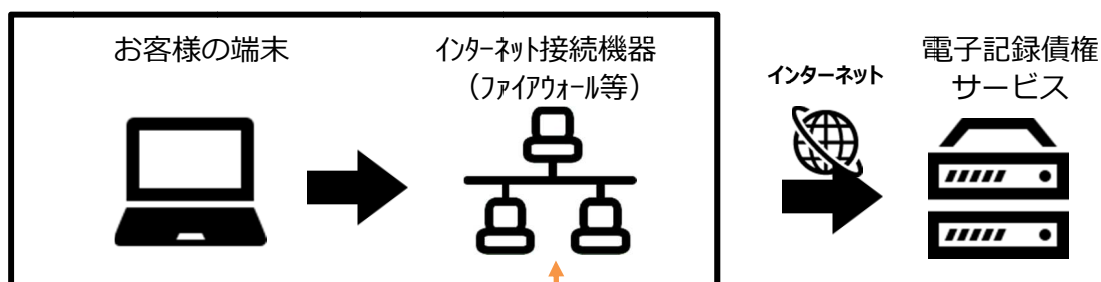 お客様の端末
インターネット接続機器
（ファイアウォール等）
インターネット
電子記録債権
サービス